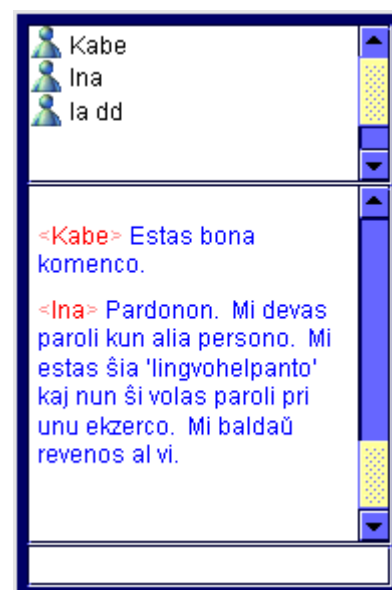 Kabe
Ina
la dd
<Kabe> Estas bona
komenco.
<Ina> Pardonon. Mi devas
paroli kun alia persono. Mi
estas ŝia 'lingvohelpanto'
kaj nun ŝi volas paroli pri
unu ekzerco. Mi baldaŭ
revenos al vi.